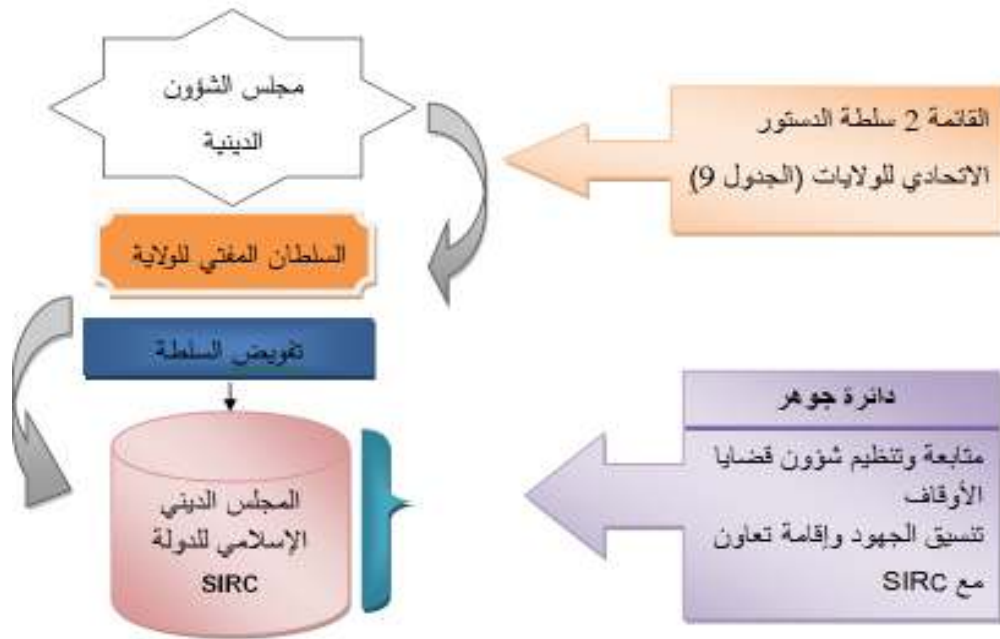 مجلس الشؤون
الدينية
القائمة 2 سلطة الدستور
الاتحادي للولايات (الجدول 9)
السلطان المفتي للولاية
تفويض السلطة
المجلس الديني
الإسلامي للدولة
SIRC
دائرة جوهر
متابعة وتنظيم شؤون قضايا
الأوقاف
تنسيق الجهود وإقامة تعاون
مع SIRC